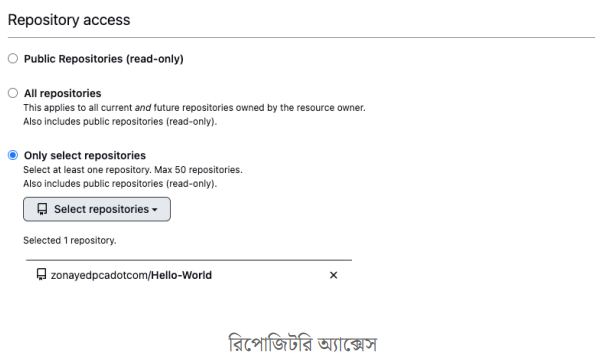 Repository access
Public Repositories (read-only)
All repositories
This applies to all current and future repositories owned by the resource owner.
Also includes public repositories (read-only).
Only select repositories
Select at least one repository. Max 50 repositories.
Also includes public repositories (read-only).
Select repositories
Selected 1 repository.
zonayedpcadotcom/Hello-World
রিপোজিটরি অ্যাক্সেস